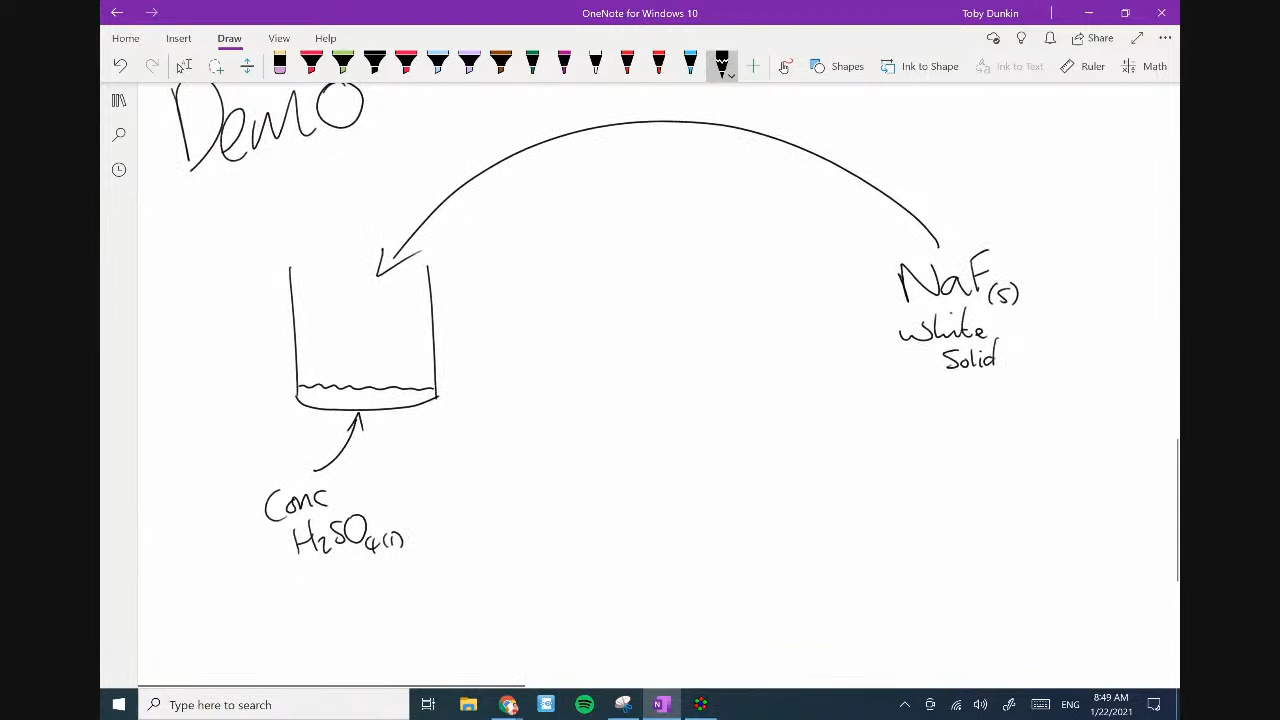 OneNote for Windows 10
Toby Dunkin
Home
Insert
Draw
View
Help
Share
Shapes
Ink to Shape
Ink to Text
Ruler
Math
Demo
NaF(s)
White
Solid
Conc
H₂SO₄(l)
Type here to search
ENG
8:49 AM
1/22/2021